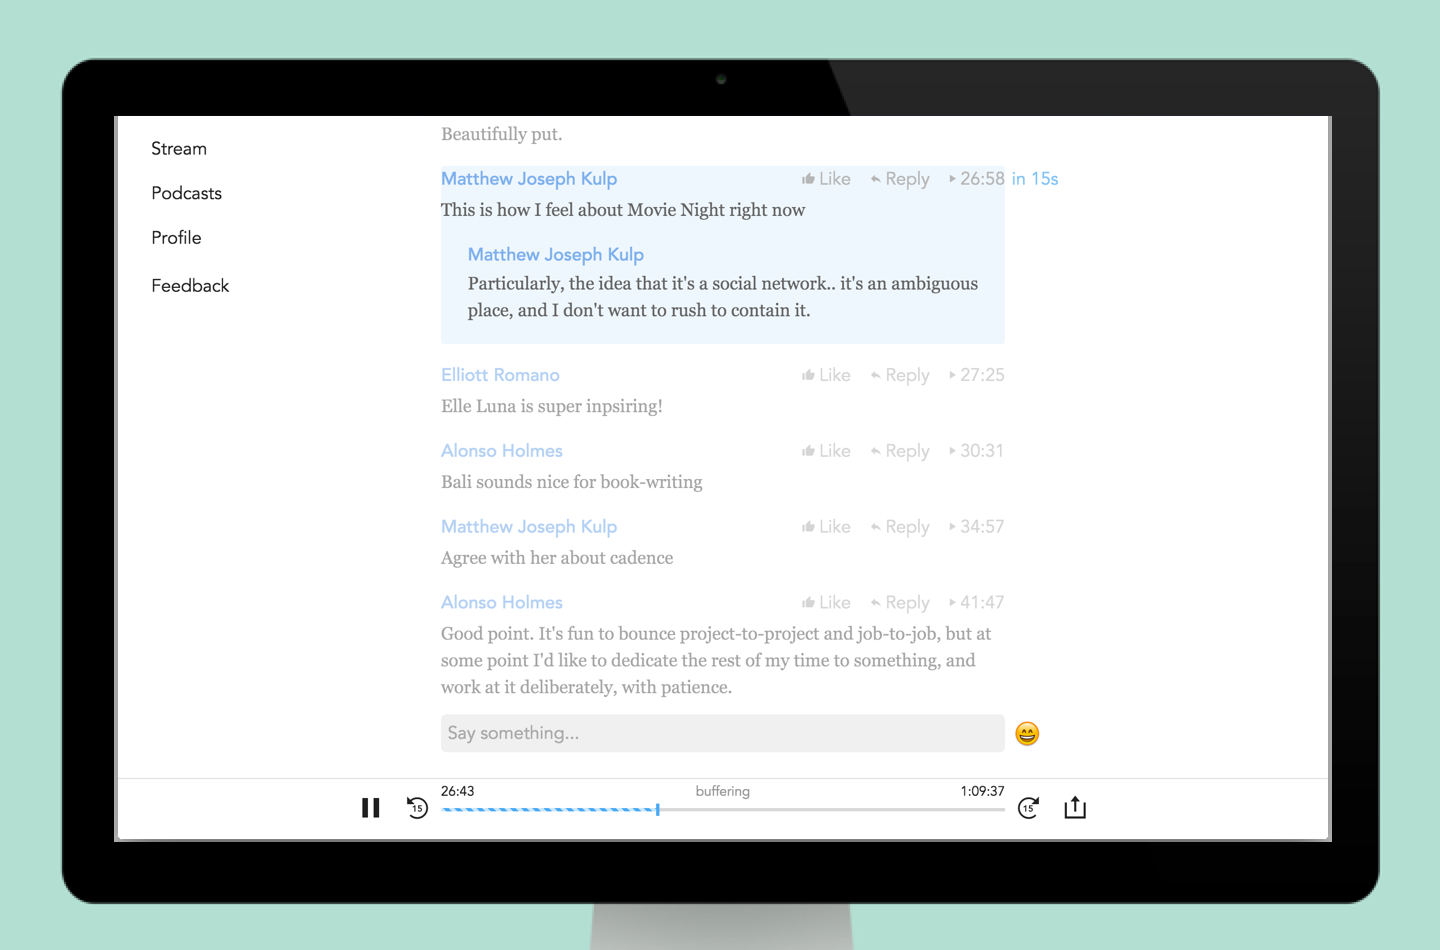 Stream
Podcasts
Profile
Feedback
Beautifully put.
Matthew Joseph Kulp Like Reply 26:58 in 15s
This is how I feel about Movie Night right now
Matthew Joseph Kulp
Particularly, the idea that it's a social network.. it's an ambiguous
place, and I don't want to rush to contain it.
Elliott Romano Like Reply 27:25
Elle Luna is super inpsiring!
Alonso Holmes Like Reply 30:31
Bali sounds nice for book-writing
Matthew Joseph Kulp Like Reply 34:57
Agree with her about cadence
Alonso Holmes Like Reply 41:47
Good point. It's fun to bounce project-to-project and job-to-job, but at
some point I'd like to dedicate the rest of my time to something, and
work at it deliberately, with patience.
Say something...
26:43 buffering 1:09:37
15 15